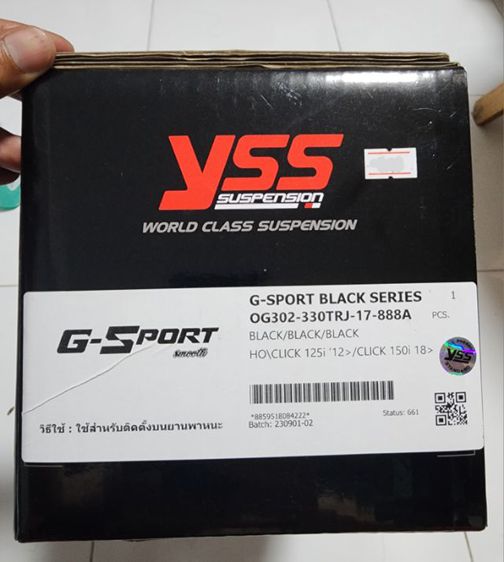 YSS
SUSPENSION
WORLD CLASS SUSPENSION
G-SPORT BLACK SERIES
1
OG302-330TRJ-17-888A
PCS.
BLACK/BLACK/BLACK
HO\CLICK 125i '12>/CLICK 150i 18>
G-SPORT
smooth
YSS
*8859518084222*
Status: 661
Batch: 230901-02
วิธีใช้ : ใช้สำหรับติดตั้งบนยานพาหนะ